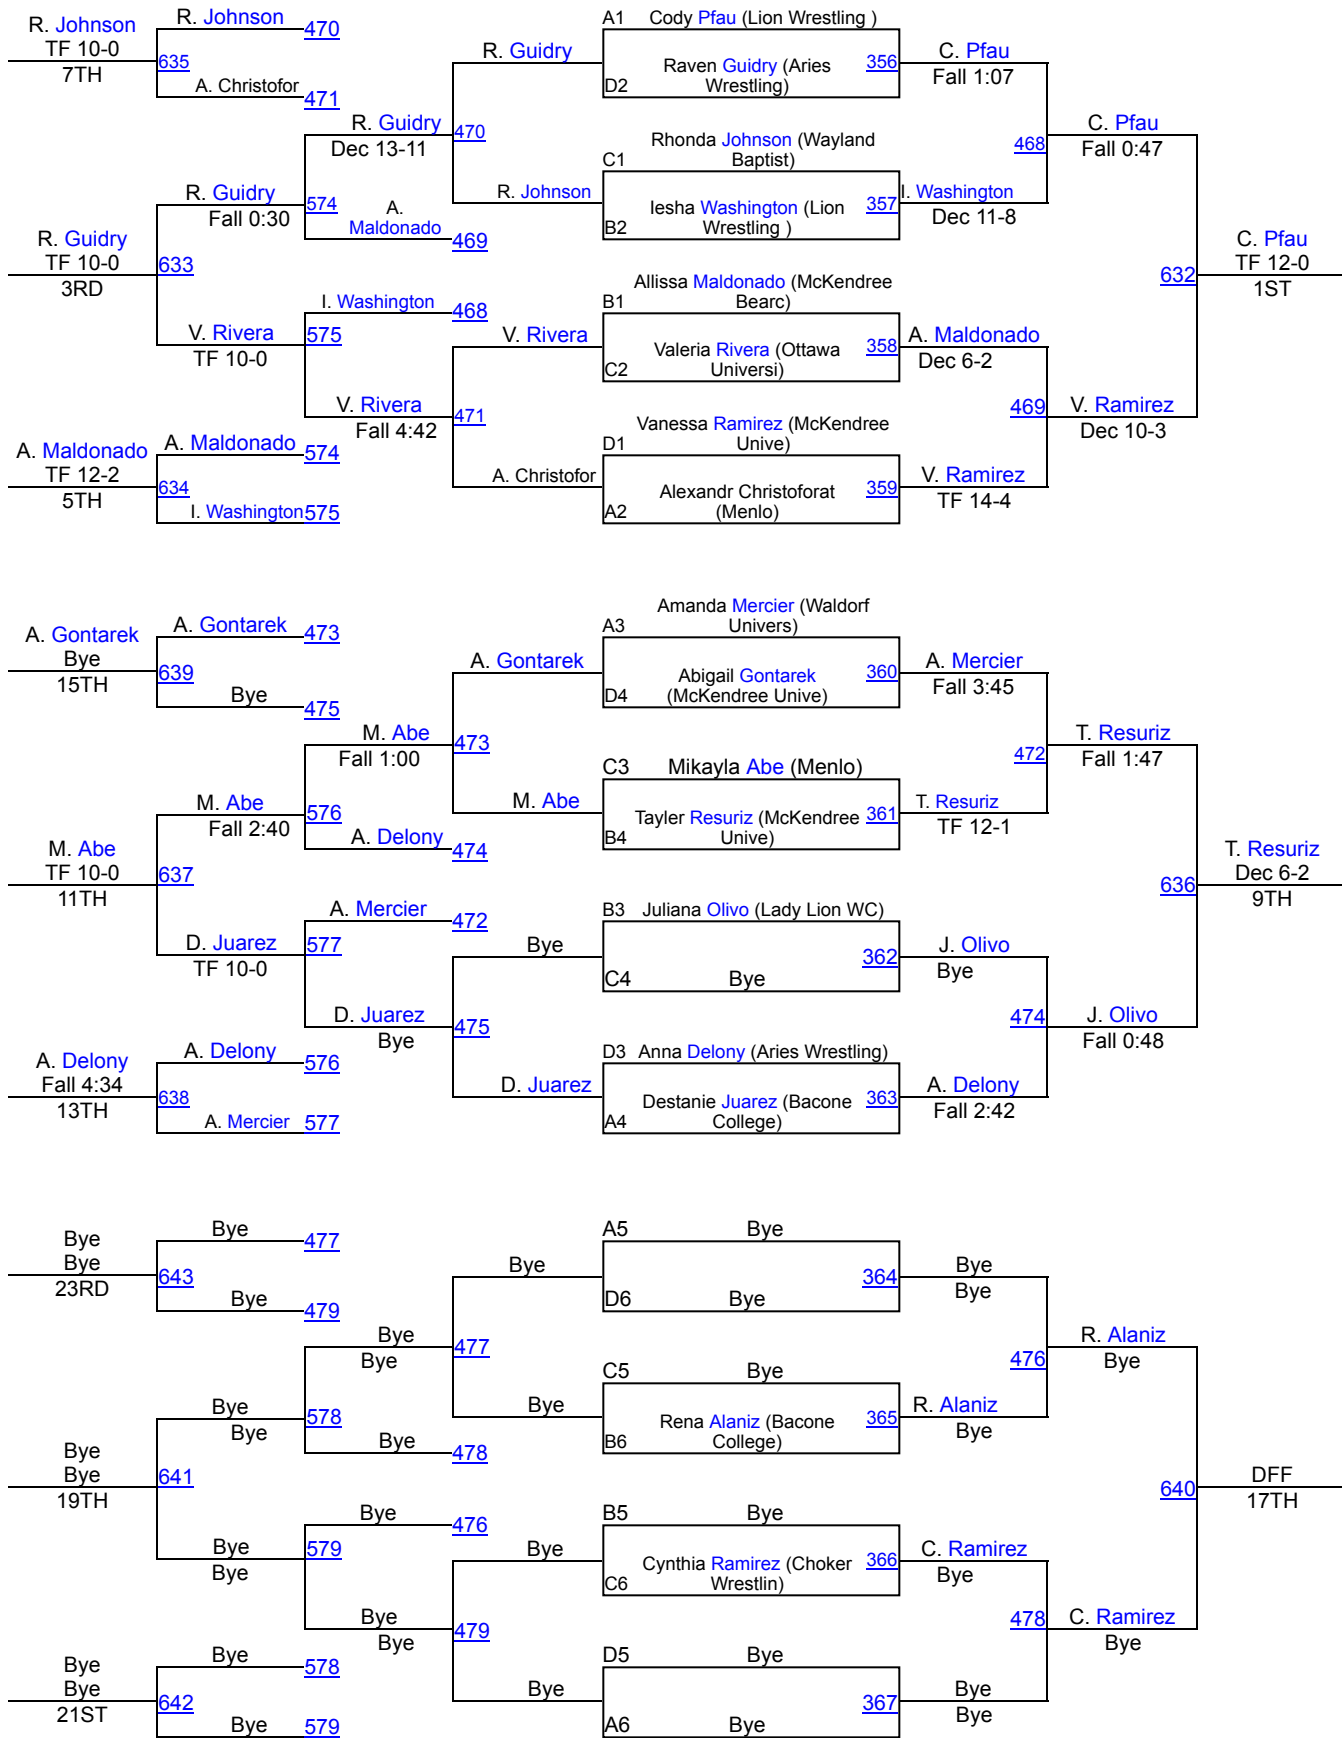 R. Johnson
TF 10-0
7TH
R. Johnson
470
635
A. Christofor
471
R. Guidry
Dec 13-11
470
R. Guidry
R. Johnson
A1 Cody Pfau (Lion Wrestling )
Raven Guidry (Aries
Wrestling)
D2
356
C. Pfau
Fall 1:07
Rhonda Johnson (Wayland
Baptist)
C1
Iesha Washington (Lion
Wrestling )
B2
357
I. Washington
Dec 11-8
468
C. Pfau
Fall 0:47
R. Guidry
Fall 0:30
574
A.
Maldonado
469
R. Guidry
TF 10-0
3RD
633
I. Washington
468
V. Rivera
TF 10-0
575
V. Rivera
V. Rivera
Fall 4:42
471
A. Christofor
Allissa Maldonado (McKendree
Bearc)
B1
Valeria Rivera (Ottawa
Universi)
C2
358
A. Maldonado
Dec 6-2
Vanessa Ramirez (McKendree
Unive)
D1
Alexandr Christoforat
(Menlo)
A2
359
V. Ramirez
TF 14-4
469
V. Ramirez
Dec 10-3
632
C. Pfau
TF 12-0
1ST
A. Maldonado
TF 12-2
5TH
A. Maldonado
574
634
I. Washington
575
A. Gontarek
Bye
15TH
A. Gontarek
473
639
Bye
475
M. Abe
Fall 1:00
473
A. Gontarek
M. Abe
Amanda Mercier (Waldorf
Univers)
A3
Abigail Gontarek
(McKendree Unive)
D4
360
A. Mercier
Fall 3:45
C3 Mikayla Abe (Menlo)
Tayler Resuriz (McKendree
Unive)
B4
361
T. Resuriz
TF 12-1
472
T. Resuriz
Fall 1:47
M. Abe
Fall 2:40
576
A. Delony
474
M. Abe
TF 10-0
11TH
637
A. Mercier
472
D. Juarez
TF 10-0
577
Bye
D. Juarez
Bye
475
D. Juarez
B3 Juliana Olivo (Lady Lion WC)
C4 Bye
362
J. Olivo
Bye
D3 Anna Delony (Aries Wrestling)
Destanie Juarez (Bacone
College)
A4
363
A. Delony
Fall 2:42
474
J. Olivo
Fall 0:48
636
T. Resuriz
Dec 6-2
9TH
A. Delony
Fall 4:34
13TH
A. Delony
576
638
A. Mercier
577
Bye
Bye
23RD
Bye
477
643
Bye
479
Bye
Bye
477
Bye
Bye
A5 Bye
D6 Bye
364
Bye
Bye
C5 Bye
Rena Alaniz (Bacone
College)
B6
365
R. Alaniz
Bye
476
R. Alaniz
Bye
Bye
Bye
578
Bye
478
Bye
Bye
19TH
641
Bye
476
Bye
Bye
579
Bye
Bye
Bye
479
Bye
B5 Bye
Cynthia Ramirez (Choker
Wrestlin)
C6
366
C. Ramirez
Bye
D5 Bye
A6 Bye
367
Bye
Bye
478
C. Ramirez
Bye
640
DFF
17TH
Bye
Bye
21ST
Bye
578
642
Bye
579